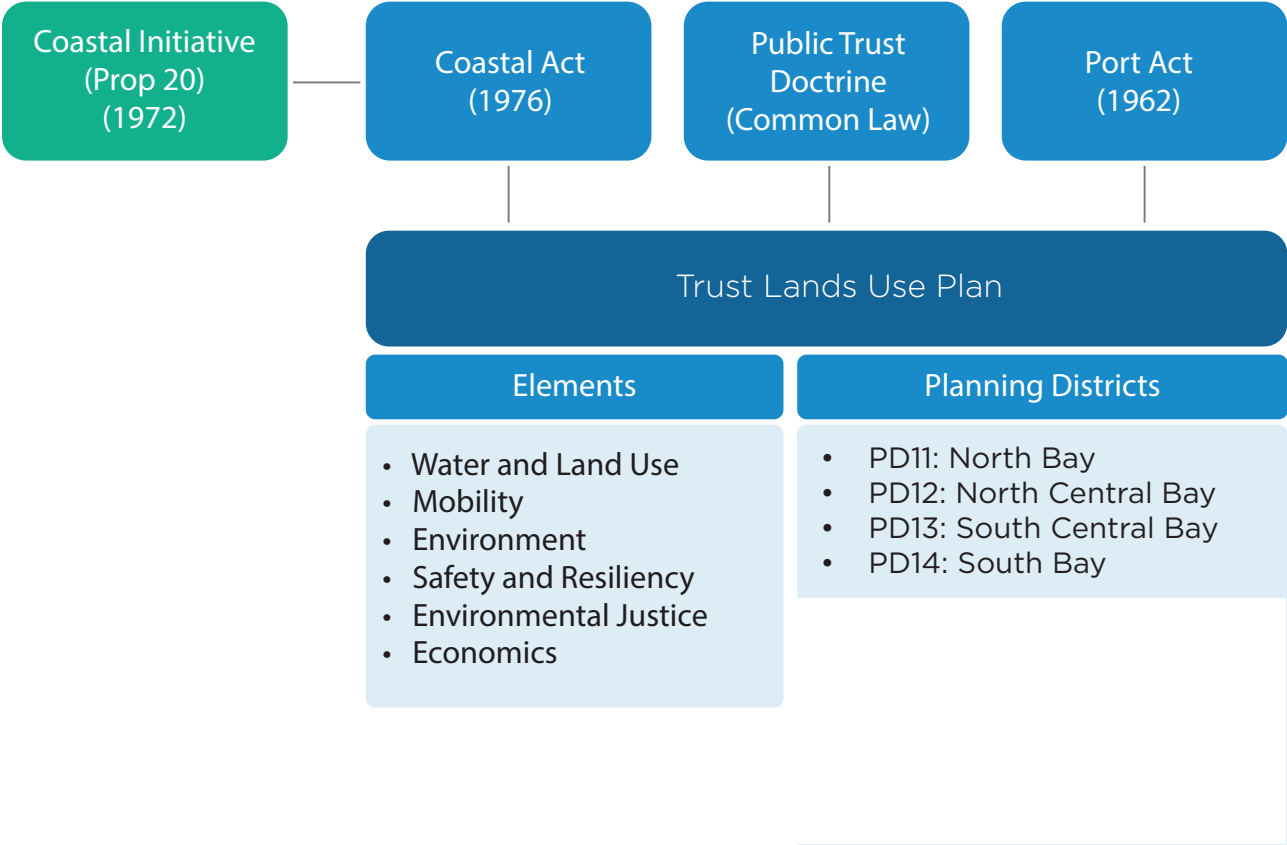 Coastal Initiative
(Prop 20)
(1972)
Coastal Act
(1976)
Public Trust
Doctrine
(Common Law)
Port Act
(1962)
Trust Lands Use Plan
Elements
• Water and Land Use
• Mobility
• Environment
• Safety and Resiliency
• Environmental Justice
• Economics
Planning Districts
• PD11: North Bay
• PD12: North Central Bay
• PD13: South Central Bay
• PD14: South Bay